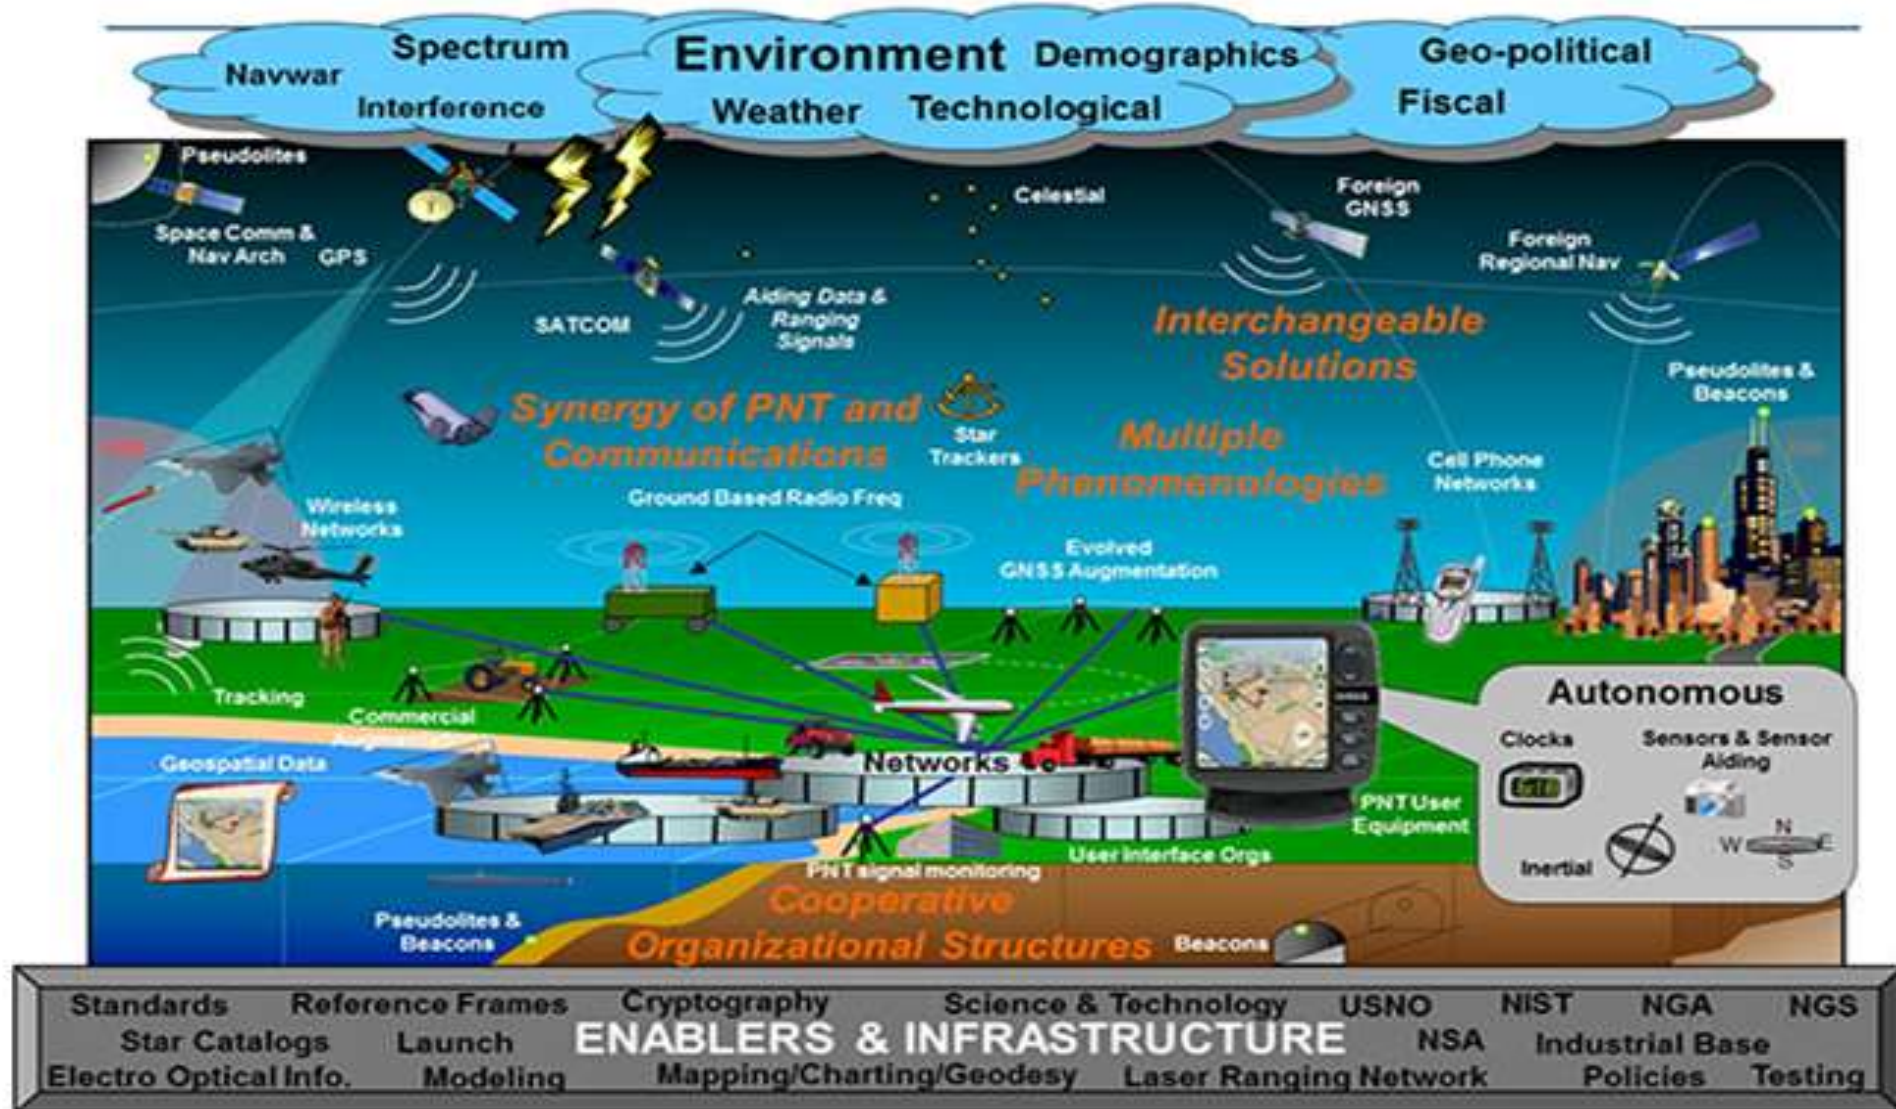 Spectrum
Environment
Demographics
Geo-political
Navwar
Interference
Weather
Technological
Fiscal
Pseudolites
Celestial
Foreign
GNSS
Space Comm &
Nav Arch
GPS
Foreign
Regional Nav
SATCOM
Aiding Data &
Ranging
Signals
Interchangeable
Solutions
Pseudolites &
Beacons
Synergy of PNT and
Communications
Star
Trackers
Multiple
Phenomenologies
Cell Phone
Networks
Wireless
Networks
Ground Based Radio Freq
Evolved
GNSS Augmentation
Tracking
Commercial
Geospatial Data
Networks
PNT User
Equipment
User Interface Orgs
PNT signal monitoring
Autonomous
Clocks
Sensors & Sensor
Aiding
Inertial
N
W E
S
Cooperative
Organizational Structures
Pseudolites &
Beacons
Beacons
Standards Reference Frames Cryptography Science & Technology USNO NIST NGA NGS
Star Catalogs Launch ENABLERS & INFRASTRUCTURE NSA Industrial Base
Electro Optical Info. Modeling Mapping/Charting/Geodesy Laser Ranging Network Policies Testing